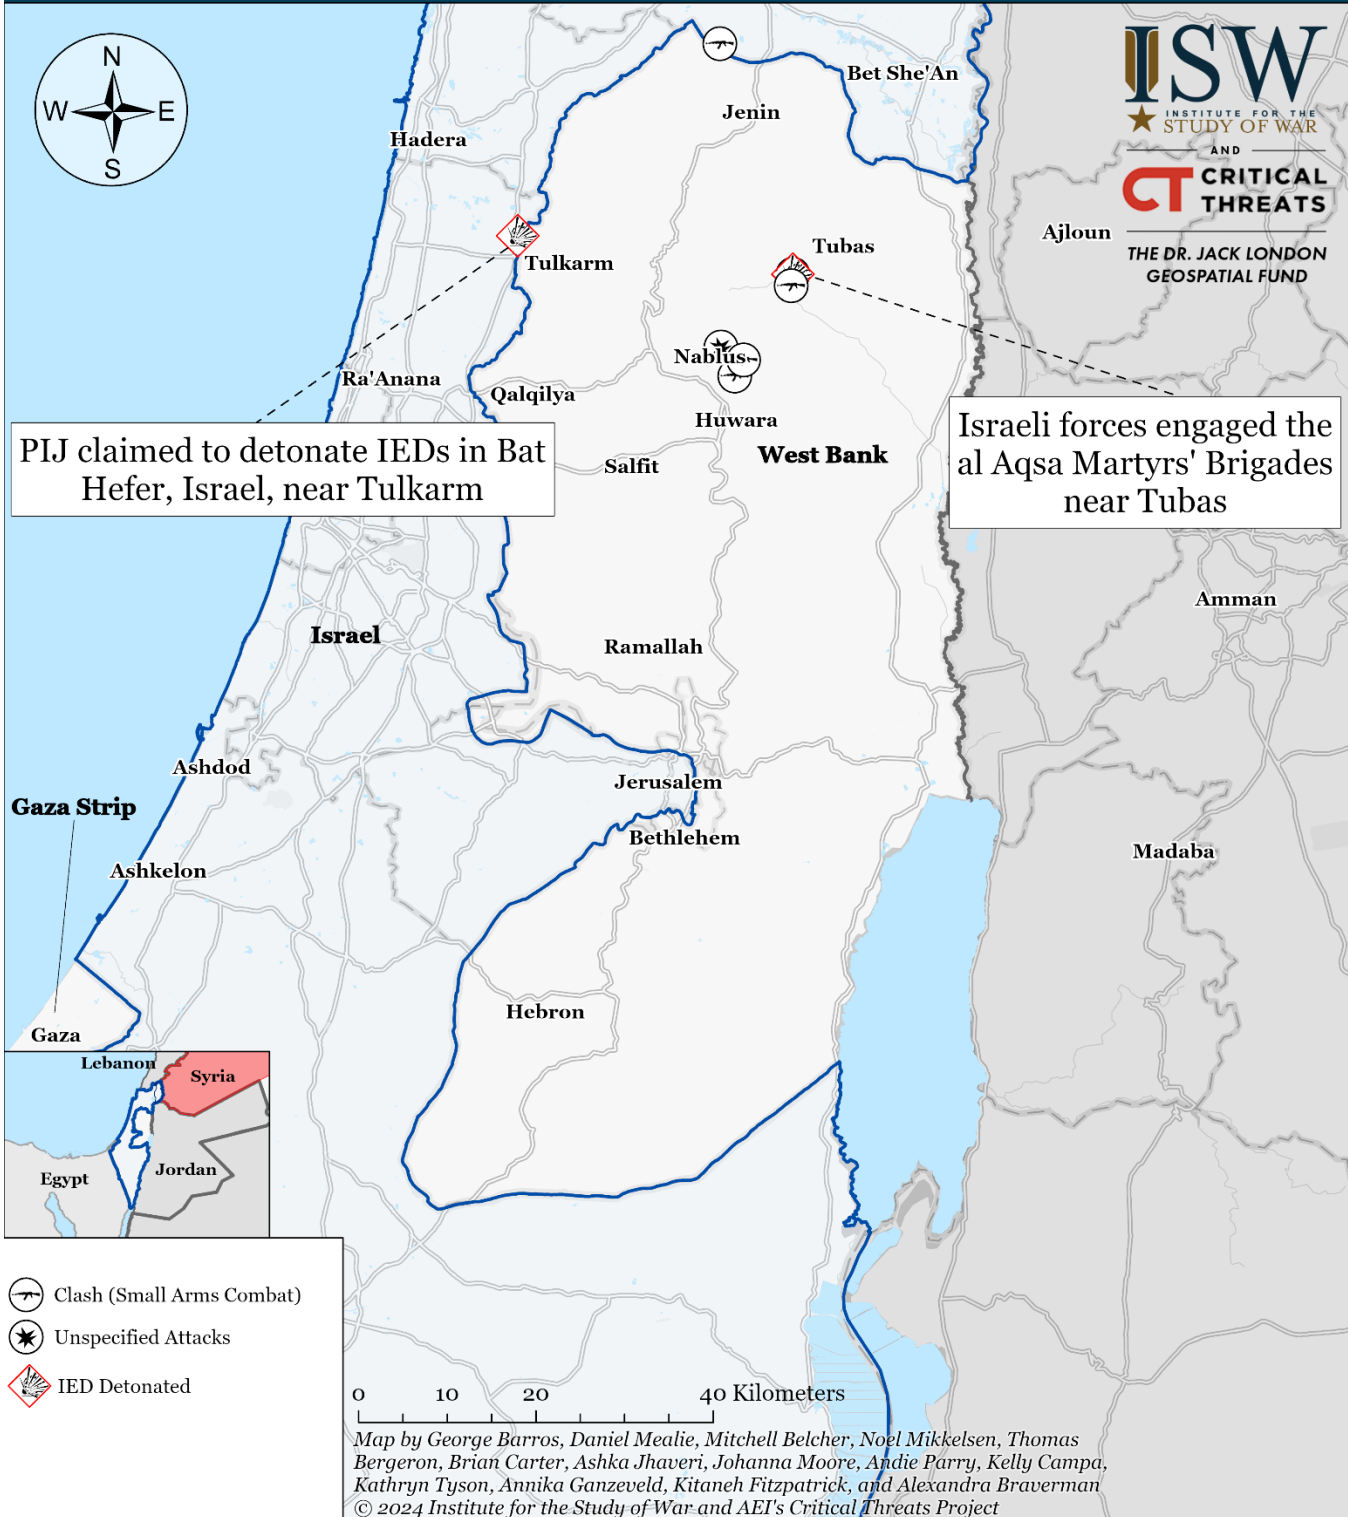 N
W
E
S
ISW
INSTITUTE FOR THE
STUDY OF WAR
AND
CT CRITICAL
THREATS
THE DR. JACK LONDON
GEOSPATIAL FUND
Bet She'An
Jenin
Hadera
Ajloun
Tubas
Tulkarm
Nablus
Ra'Anana
Qalqilya
Huwara
West Bank
Salfit
PIJ claimed to detonate IEDs in Bat
Hefer, Israel, near Tulkarm
Israeli forces engaged the
al Aqsa Martyrs' Brigades
near Tubas
Amman
Israel
Ramallah
Ashdod
Jerusalem
Gaza Strip
Bethlehem
Madaba
Ashkelon
Hebron
Gaza
Lebanon
Syria
Jordan
Egypt
Clash (Small Arms Combat)
Unspecified Attacks
IED Detonated
0 10 20 40 Kilometers
Map by George Barros, Daniel Mealie, Mitchell Belcher, Noel Mikkelsen, Thomas
Bergeron, Brian Carter, Ashka Jhaveri, Johanna Moore, Andie Parry, Kelly Campa,
Kathryn Tyson, Annika Ganzeveld, Kitaneh Fitzpatrick, and Alexandra Braverman
© 2024 Institute for the Study of War and AEI's Critical Threats Project